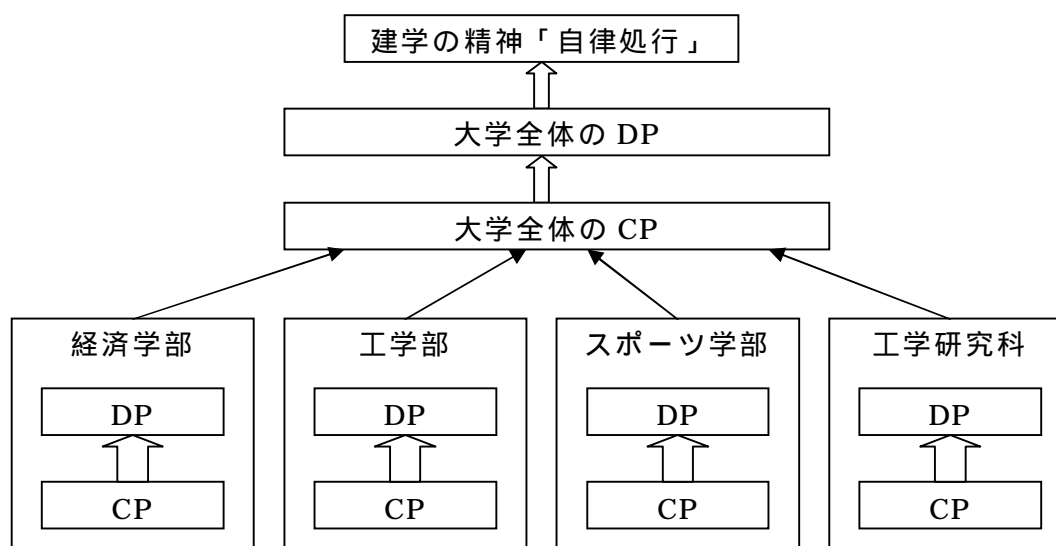 建学の精神「自律処行」
大学全体の DP
大学全体の CP
経済学部
工学部
スポーツ学部
工学研究科
DP
DP
DP
DP
CP
CP
CP
CP